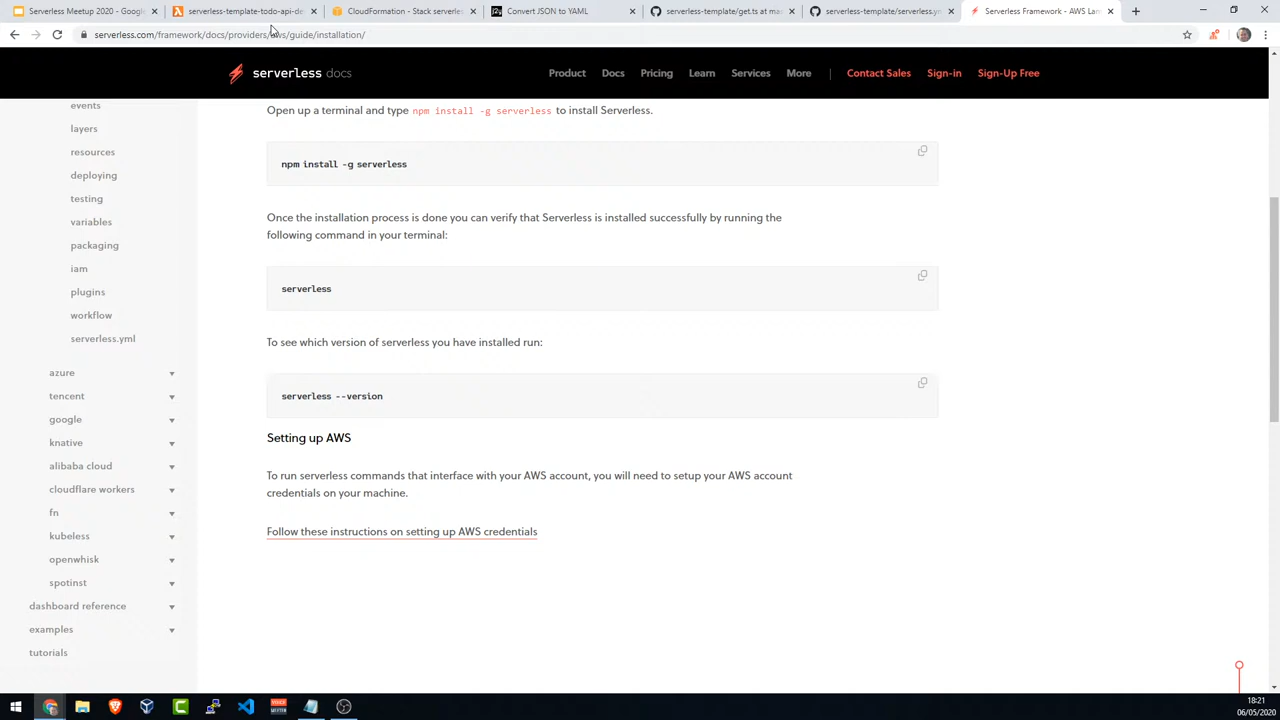 Serverless Meetup 2020 - Google
serverless-template-todo-api-de
CloudFormation - Stack serverles
Convert JSON to YAML
serverless-template/get.ts at mas
serverless-template/serverless.ym
Serverless Framework - AWS Lam
serverless.com/framework/docs/providers/aws/guide/installation/
serverless docs
Product Docs Pricing Learn Services More Contact Sales Sign-in Sign-Up Free
events
layers
resources
deploying
testing
variables
packaging
iam
plugins
workflow
serverless.yml
azure
tencent
google
knative
alibaba cloud
cloudflare workers
fn
kubeless
openwhisk
spotinst
dashboard reference
examples
tutorials
Open up a terminal and type npm install -g serverless to install Serverless.
npm install -g serverless
Once the installation process is done you can verify that Serverless is installed successfully by running the
following command in your terminal:
serverless
To see which version of serverless you have installed run:
serverless --version
Setting up AWS
To run serverless commands that interface with your AWS account, you will need to setup your AWS account
credentials on your machine.
Follow these instructions on setting up AWS credentials
18:21
06/05/2020